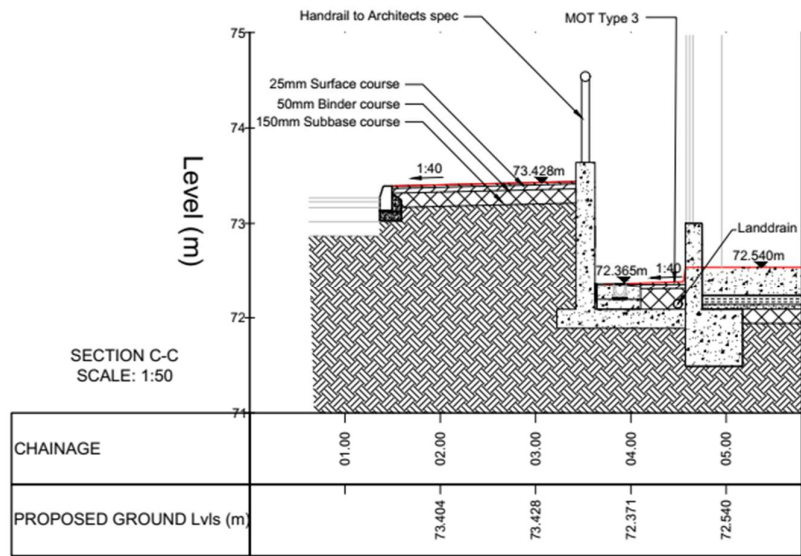 Handrail to Architects spec
MOT Type 3
75
25mm Surface course
50mm Binder course
150mm Subbase course
74
1:40
73.428m
Level (m)
73
Landdrain
72.540m
72.365m
1:40
72
SECTION C-C
SCALE: 1:50
71
CHAINAGE
01.00
02.00
03.00
04.00
05.00
PROPOSED GROUND Lvls (m)
73.404
73.428
72.371
72.540